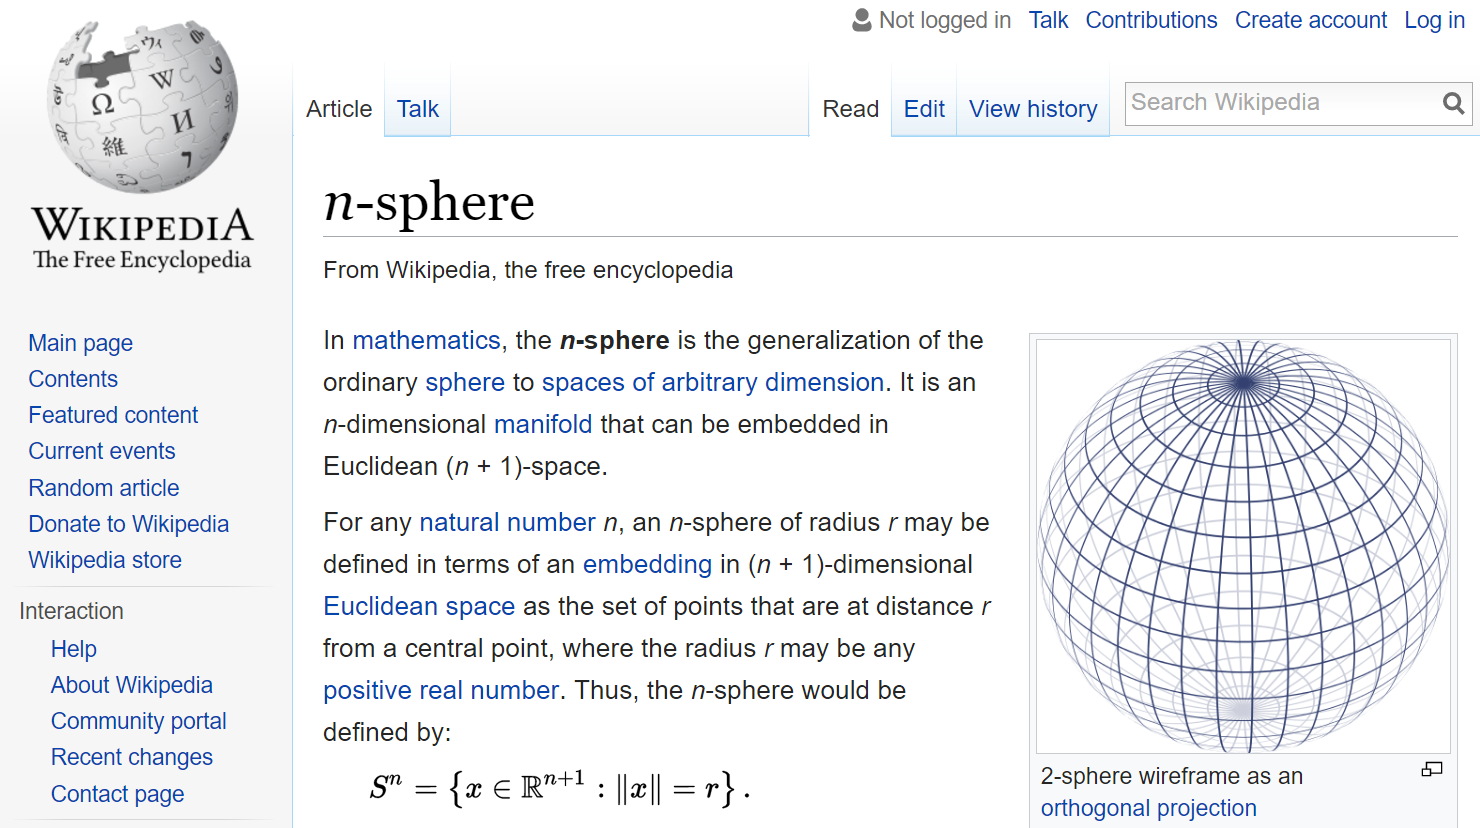 Not logged in Talk Contributions Create account Log in
Article Talk Read Edit View history Search Wikipedia
Ω W И 維 7
WIKIPEDIA
The Free Encyclopedia
Main page
Contents
Featured content
Current events
Random article
Donate to Wikipedia
Wikipedia store
Interaction
Help
About Wikipedia
Community portal
Recent changes
Contact page
n-sphere
From Wikipedia, the free encyclopedia
In mathematics, the n-sphere is the generalization of the
ordinary sphere to spaces of arbitrary dimension. It is an
n-dimensional manifold that can be embedded in
Euclidean (n + 1)-space.
For any natural number n, an n-sphere of radius r may be
defined in terms of an embedding in (n + 1)-dimensional
Euclidean space as the set of points that are at distance r
from a central point, where the radius r may be any
positive real number. Thus, the n-sphere would be
defined by:
Sⁿ = {x ∈ ℝⁿ⁺¹ : ‖x‖ = r} .
2-sphere wireframe as an
orthogonal projection